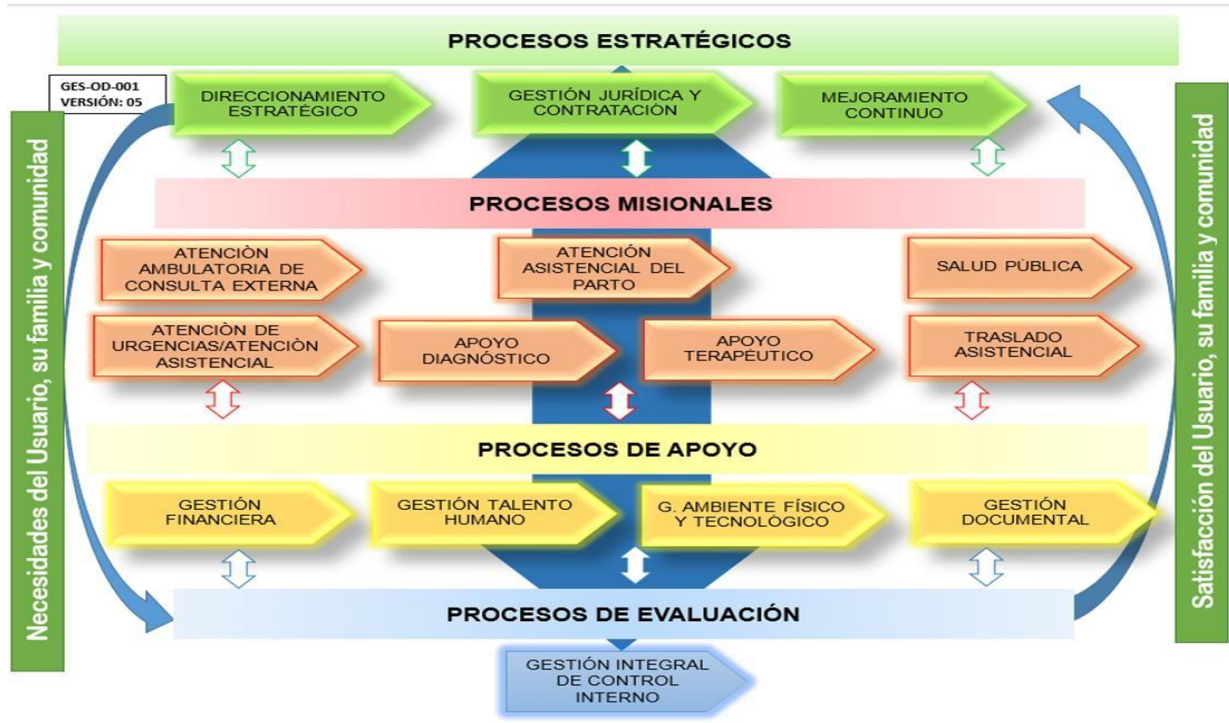 PROCESOS ESTRATÉGICOS
GES-OD-001
VERSIÓN: 05
DIRECCIONAMIENTO
ESTRATÉGICO
GESTIÓN JURÍDICA Y
CONTRATACIÓN
MEJORAMIENTO
CONTINUO
Necesidades del Usuario, su familia y comunidad
Satisfacción del Usuario, su familia y comunidad
PROCESOS MISIONALES
ATENCIÒN
AMBULATORIA DE
CONSULTA EXTERNA
ATENCIÓN
ASISTENCIAL DEL
PARTO
SALUD PÚBLICA
ATENCIÒN DE
URGENCIAS/ATENCIÒN
ASISTENCIAL
APOYO
DIAGNÓSTICO
APOYO
TERAPÉUTICO
TRASLADO
ASISTENCIAL
PROCESOS DE APOYO
GESTIÓN
FINANCIERA
GESTIÓN TALENTO
HUMANO
G. AMBIENTE FÍSICO
Y TECNOLÒGICO
GESTIÓN
DOCUMENTAL
PROCESOS DE EVALUACIÓN
GESTIÓN INTEGRAL
DE CONTROL
INTERNO